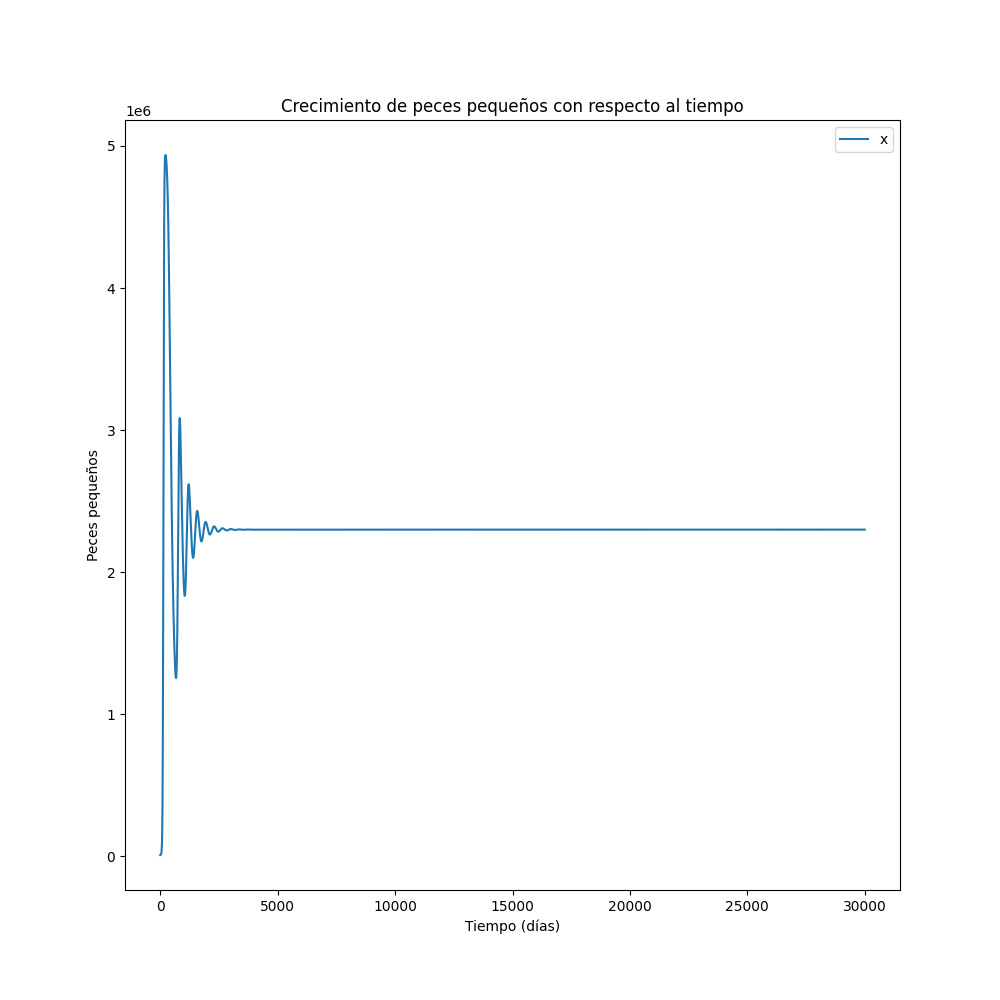 Crecimiento de peces pequeños con respecto al tiempo
1e6
x
5
4
3
2
1
0
Peces pequeños
0 5000 10000 15000 20000 25000 30000
Tiempo (días)